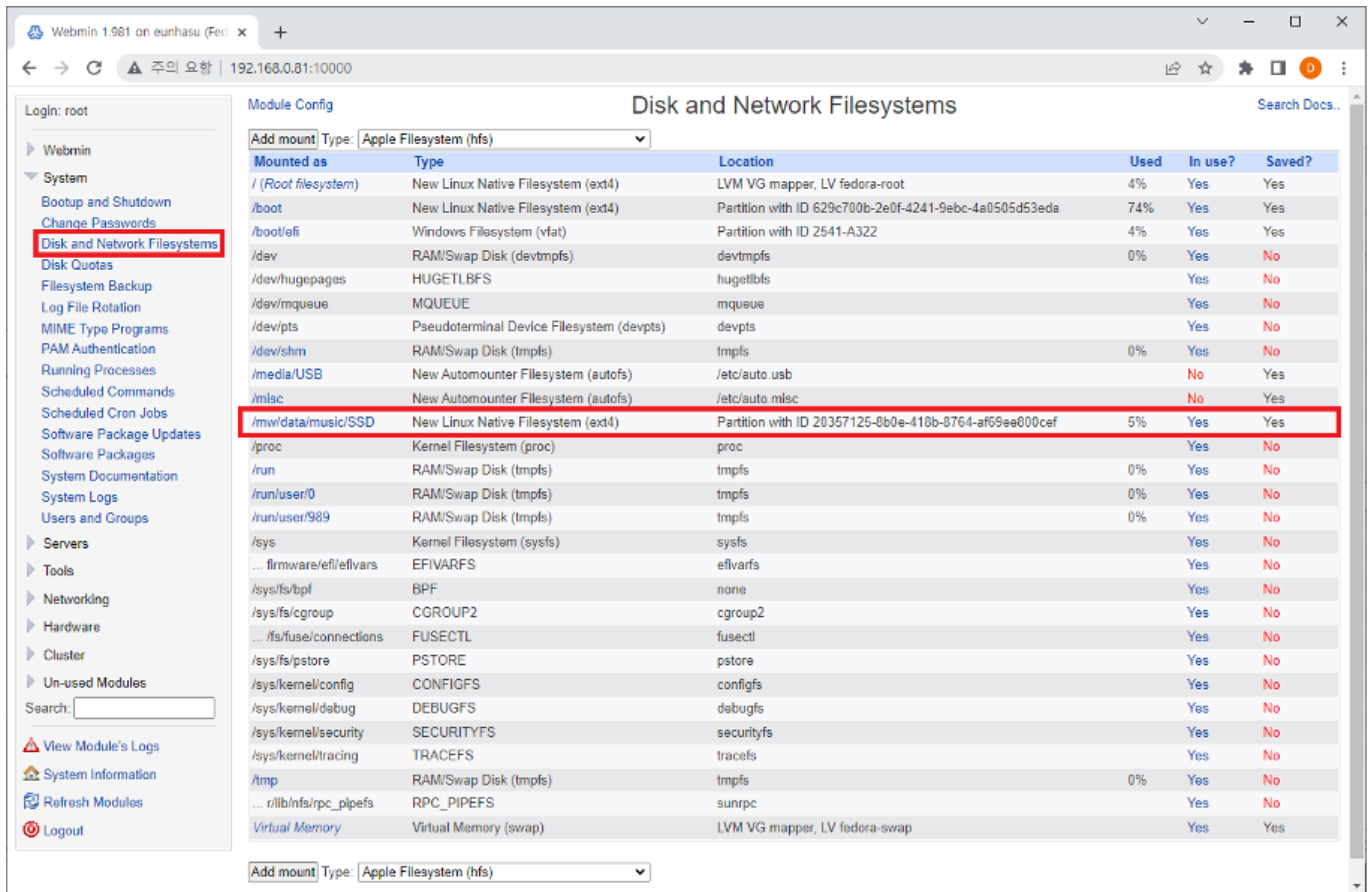 Webmin 1.981 on eunhasu (Fed
주의 요함 192.168.0.81:10000
D
Login: root
Webmin
System
Bootup and Shutdown
Change Passwords
Disk and Network Filesystems
Disk Quotas
Filesystem Backup
Log File Rotation
MIME Type Programs
PAM Authentication
Running Processes
Scheduled Commands
Scheduled Cron Jobs
Software Package Updates
Software Packages
System Documentation
System Logs
Users and Groups
Servers
Tools
Networking
Hardware
Cluster
Un-used Modules
Search:
View Module's Logs
System Information
Refresh Modules
Logout
Module Config Disk and Network Filesystems Search Docs..
Add mount Type: Apple Filesystem (hfs)
Mounted as Type Location Used In use? Saved?
/ (Root filesystem) New Linux Native Filesystem (ext4) LVM VG mapper, LV fedora-root 4% Yes Yes
/boot New Linux Native Filesystem (ext4) Partition with ID 629c700b-2e0f-4241-9ebc-4a0505d53eda 74% Yes Yes
/boot/efi Windows Filesystem (vfat) Partition with ID 2541-A322 4% Yes Yes
/dev RAM/Swap Disk (devtmpfs) devtmpfs 0% Yes No
/dev/hugepages HUGETLBFS hugetlbfs Yes No
/dev/mqueue MQUEUE mqueue Yes No
/dev/pts Pseudoterminal Device Filesystem (devpts) devpts Yes No
/dev/shm RAM/Swap Disk (tmpfs) tmpfs 0% Yes No
/media/USB New Automounter Filesystem (autofs) /etc/auto.usb No Yes
/misc New Automounter Filesystem (autofs) /etc/auto.misc No Yes
/mw/data/music/SSD New Linux Native Filesystem (ext4) Partition with ID 20357125-8b0e-418b-8764-af69ee800cef 5% Yes Yes
/proc Kernel Filesystem (proc) proc Yes No
/run RAM/Swap Disk (tmpfs) tmpfs 0% Yes No
/run/user/0 RAM/Swap Disk (tmpfs) tmpfs 0% Yes No
/run/user/989 RAM/Swap Disk (tmpfs) tmpfs 0% Yes No
/sys Kernel Filesystem (sysfs) sysfs Yes No
... firmware/efi/efivars EFIVARFS efivarfs Yes No
/sys/fs/bpf BPF none Yes No
/sys/fs/cgroup CGROUP2 cgroup2 Yes No
... /fs/fuse/connections FUSECTL fusectl Yes No
/sys/fs/pstore PSTORE pstore Yes No
/sys/kernel/config CONFIGFS configfs Yes No
/sys/kernel/debug DEBUGFS debugfs Yes No
/sys/kernel/security SECURITYFS securityfs Yes No
/sys/kernel/tracing TRACEFS tracefs Yes No
/tmp RAM/Swap Disk (tmpfs) tmpfs 0% Yes No
... r/lib/nfs/rpc_pipefs RPC_PIPEFS sunrpc Yes No
Virtual Memory Virtual Memory (swap) LVM VG mapper, LV fedora-swap Yes Yes
Add mount Type: Apple Filesystem (hfs)